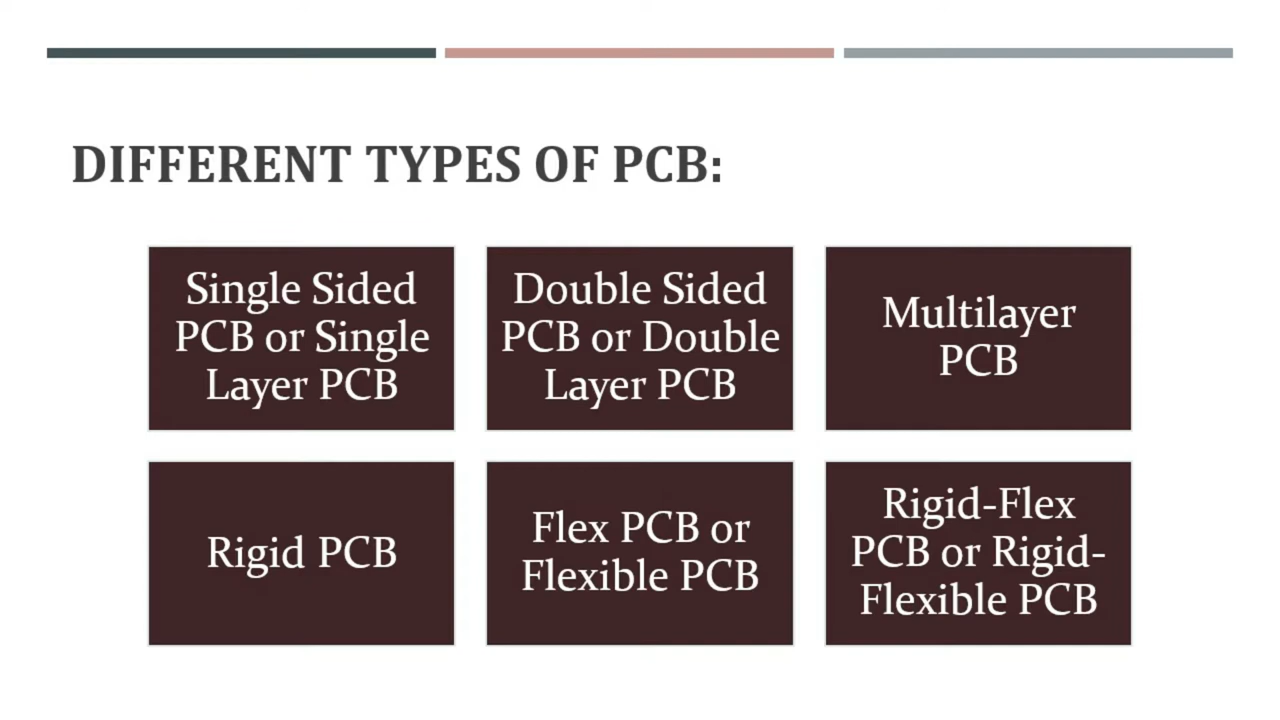 DIFFERENT TYPES OF PCB:
Single Sided
PCB or Single
Layer PCB
Double Sided
PCB or Double
Layer PCB
Multilayer
PCB
Rigid PCB
Flex PCB or
Flexible PCB
Rigid-Flex
PCB or Rigid-
Flexible PCB